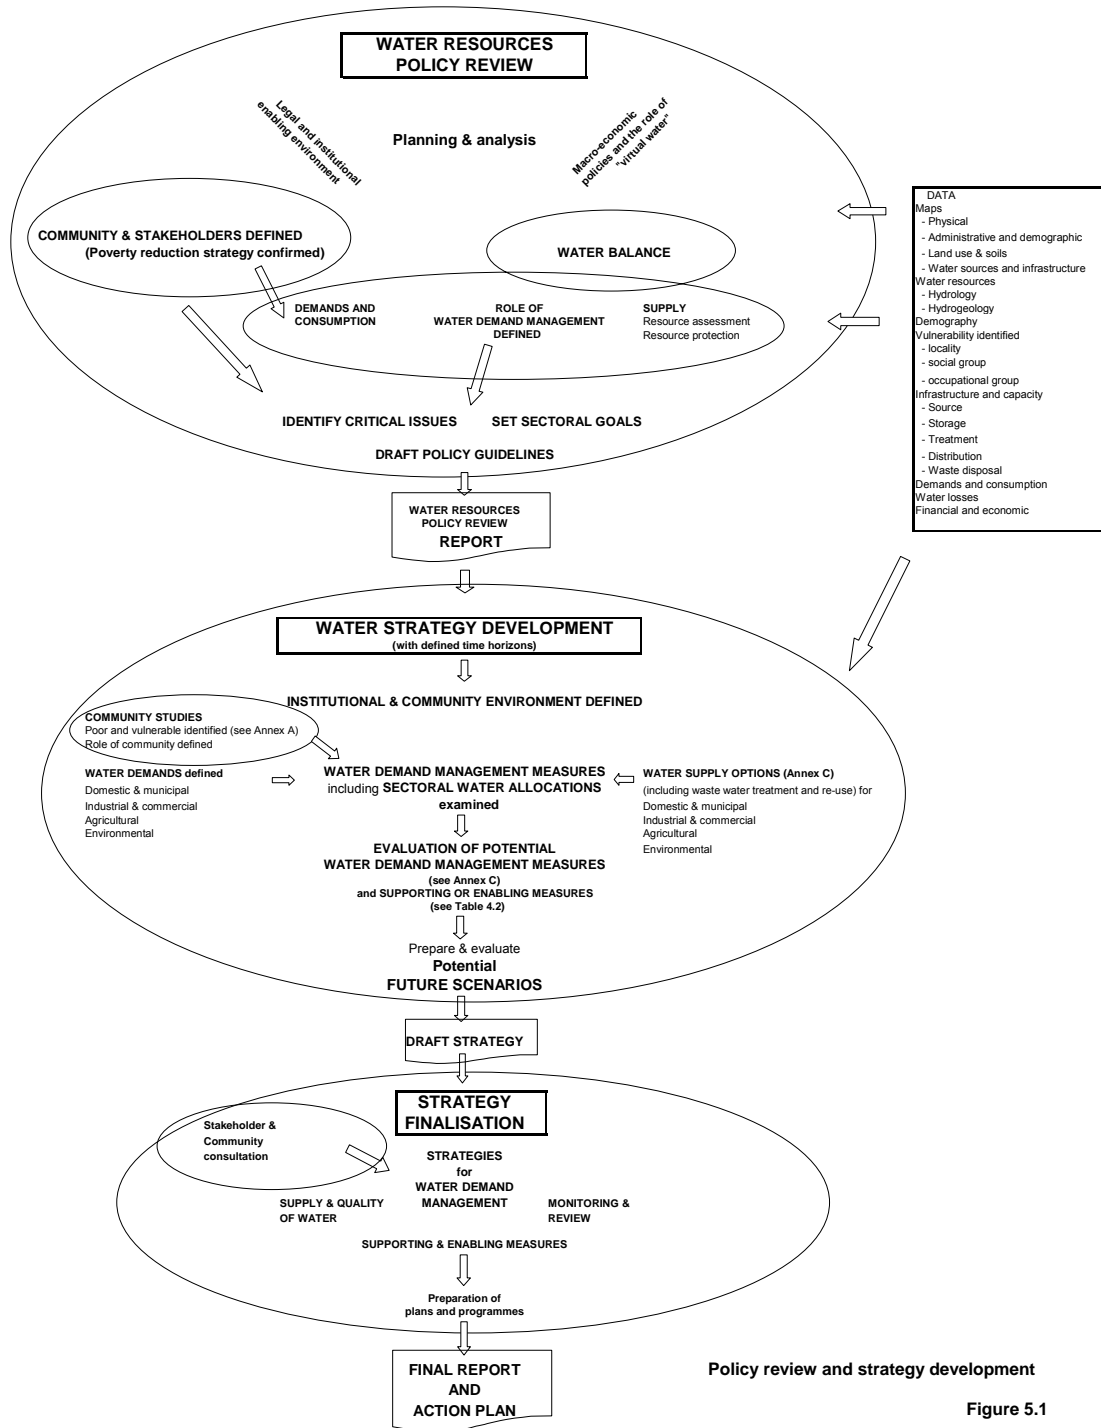 WATER RESOURCES
POLICY REVIEW
Legal and institutional
enabling environment
Planning & analysis
Macro-economic
policies and the role of
"virtual water"
COMMUNITY & STAKEHOLDERS DEFINED
(Poverty reduction strategy confirmed)
WATER BALANCE
DEMANDS AND
CONSUMPTION
ROLE OF
WATER DEMAND MANAGEMENT
DEFINED
SUPPLY
Resource assessment
Resource protection
IDENTIFY CRITICAL ISSUES
SET SECTORAL GOALS
DRAFT POLICY GUIDELINES
DATA
Maps
- Physical
- Administrative and demographic
- Land use & soils
- Water sources and infrastructure
Water resources
- Hydrology
- Hydrogeology
Demography
Vulnerability identified
- locality
- social group
- occupational group
Infrastructure and capacity
- Source
- Storage
- Treatment
- Distribution
- Waste disposal
Demands and consumption
Water losses
Financial and economic
WATER RESOURCES
POLICY REVIEW
REPORT
WATER STRATEGY DEVELOPMENT
(with defined time horizons)
INSTITUTIONAL & COMMUNITY ENVIRONMENT DEFINED
COMMUNITY STUDIES
Poor and vulnerable identified (see Annex A)
Role of community defined
WATER DEMANDS defined
Domestic & municipal
Industrial & commercial
Agricultural
Environmental
WATER DEMAND MANAGEMENT MEASURES
including SECTORAL WATER ALLOCATIONS
examined
WATER SUPPLY OPTIONS (Annex C)
(including waste water treatment and re-use) for
Domestic & municipal
Industrial & commercial
Agricultural
Environmental
EVALUATION OF POTENTIAL
WATER DEMAND MANAGEMENT MEASURES
(see Annex C)
and SUPPORTING OR ENABLING MEASURES
(see Table 4.2)
Prepare & evaluate
Potential
FUTURE SCENARIOS
DRAFT STRATEGY
STRATEGY
FINALISATION
Stakeholder &
Community
consultation
STRATEGIES
for
WATER DEMAND
MANAGEMENT
SUPPLY & QUALITY
OF WATER
MONITORING &
REVIEW
SUPPORTING & ENABLING MEASURES
Preparation of
plans and programmes
FINAL REPORT
AND
ACTION PLAN
Policy review and strategy development
Figure 5.1